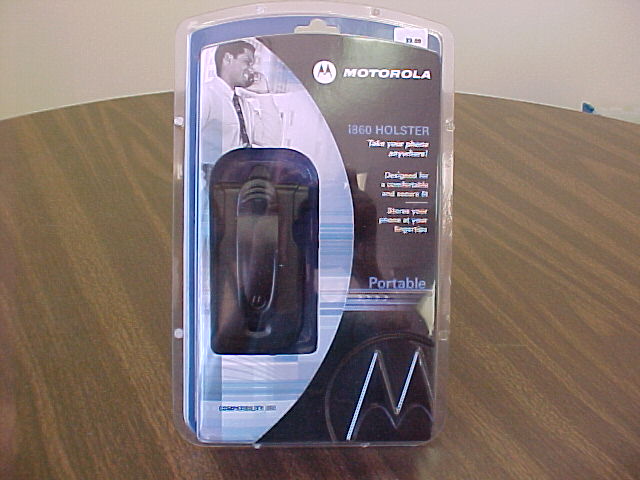 MOTOROLA
i860 HOLSTER
Take your phone
anywhere!
Designed for
a comfortable
and secure fit
Stores your
phone at your
fingertips
Portable